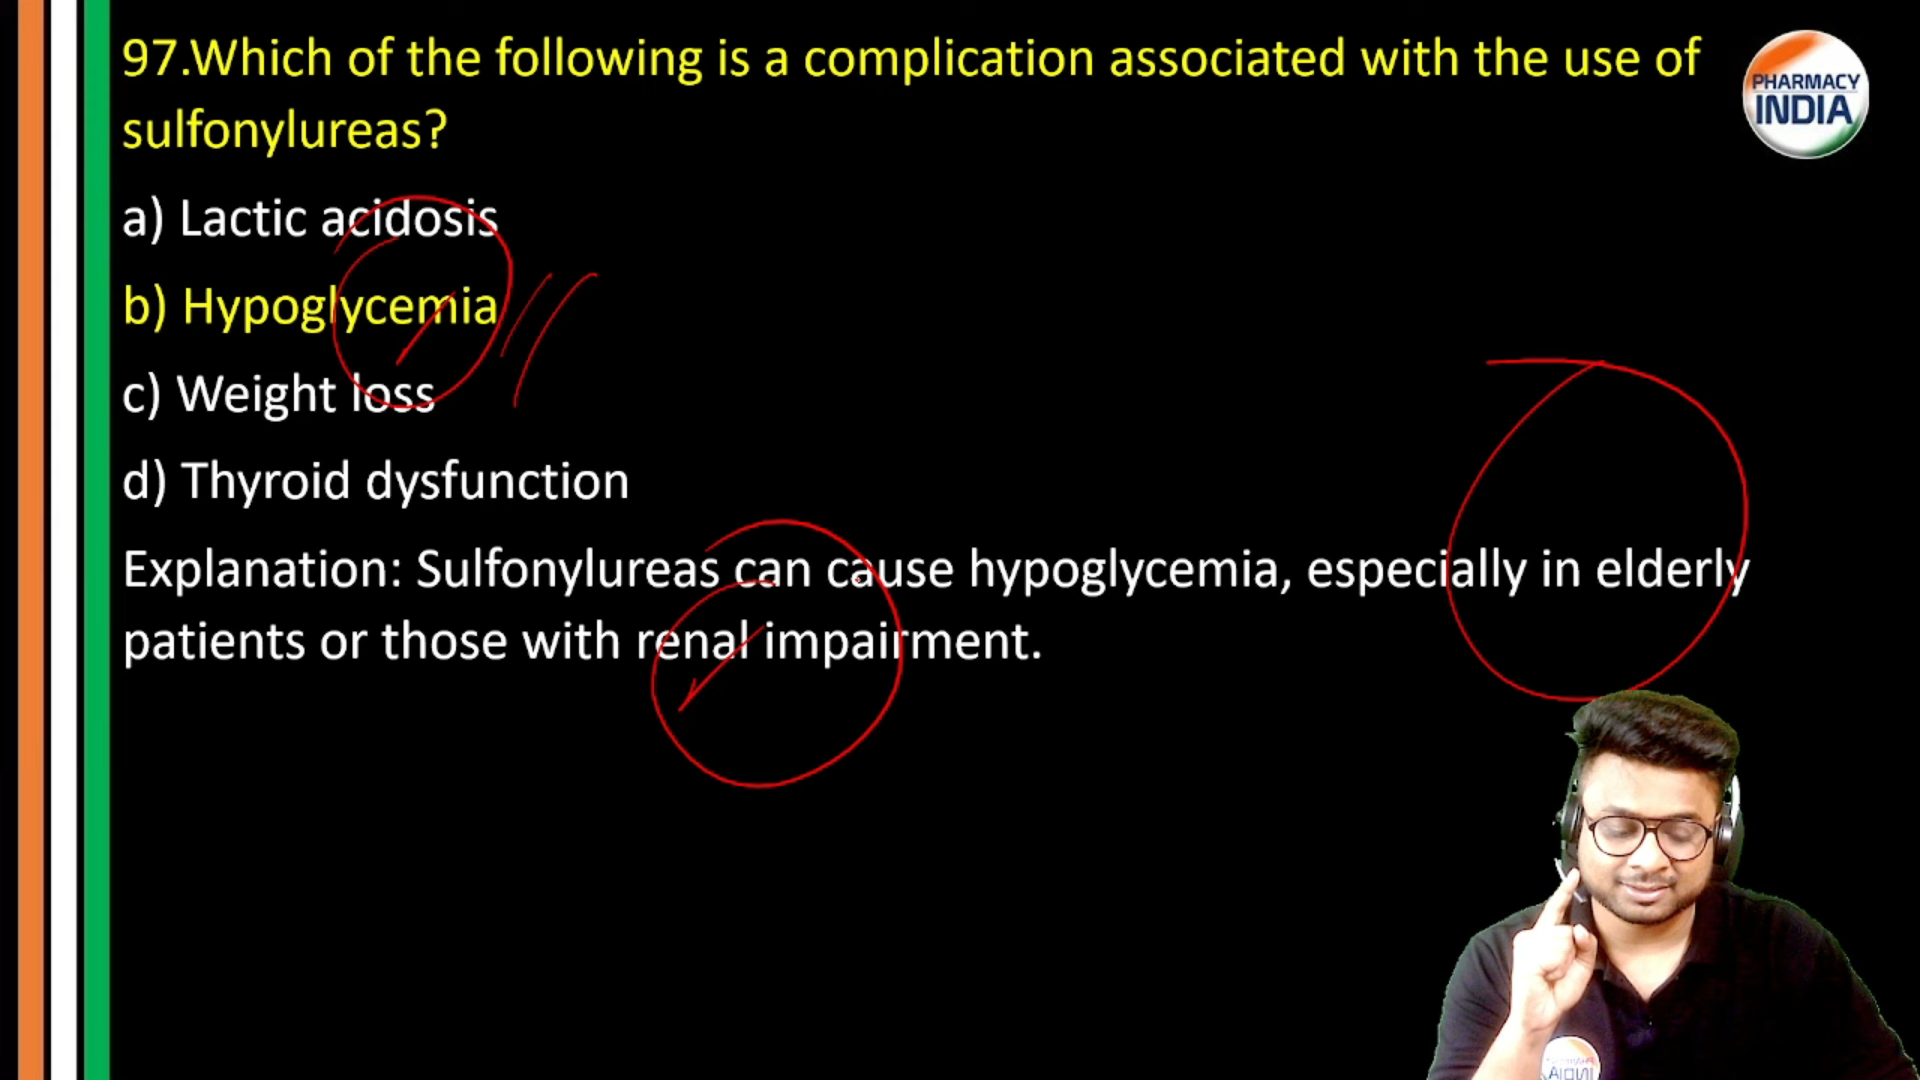 97.Which of the following is a complication associated with the use of
sulfonylureas?
PHARMACY
INDIA
a) Lactic acidosis
b) Hypoglycemia
c) Weight loss
d) Thyroid dysfunction
Explanation: Sulfonylureas can cause hypoglycemia, especially in elderly
patients or those with renal impairment.